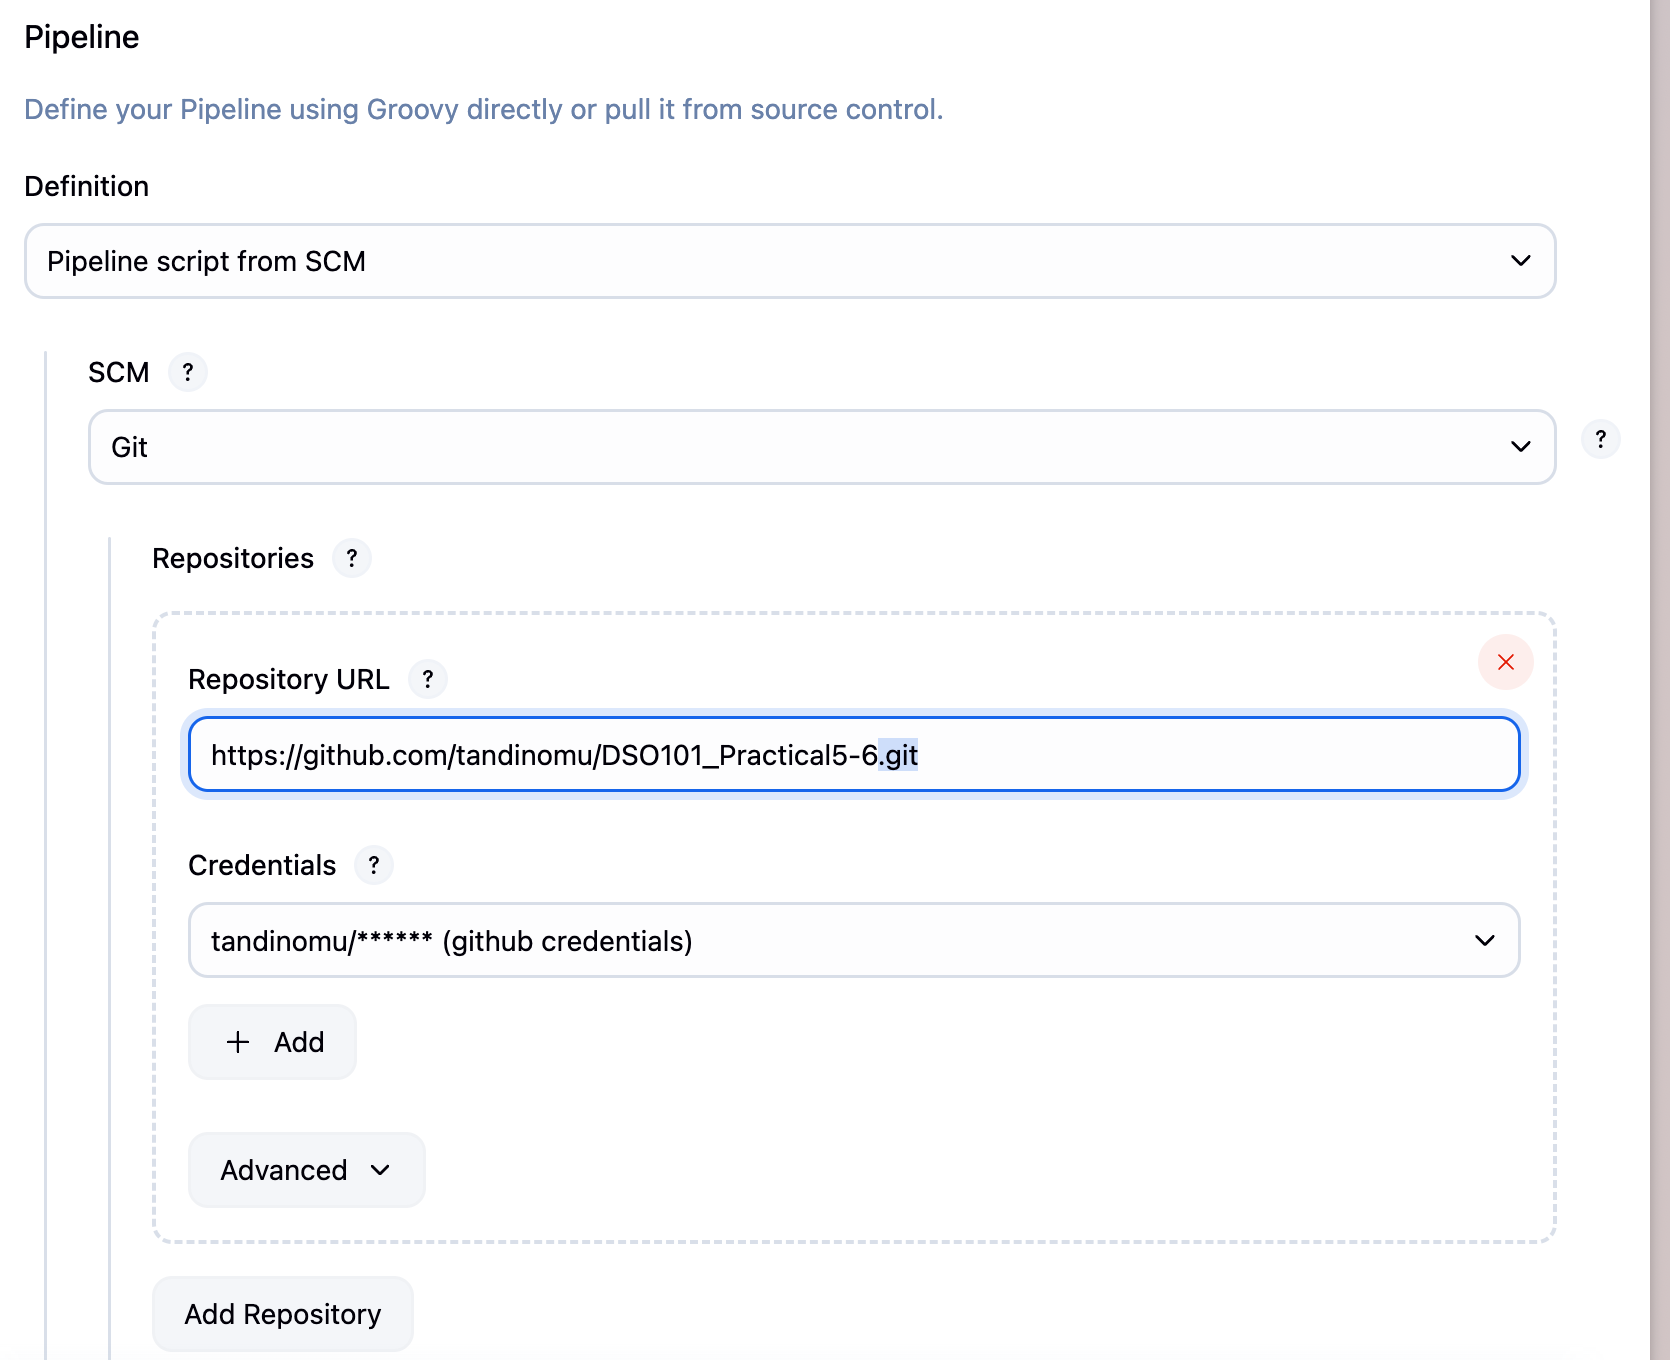 Pipeline
Define your Pipeline using Groovy directly or pull it from source control.
Definition
Pipeline script from SCM
SCM ?
Git
?
Repositories ?
Repository URL ?
https://github.com/tandinomu/DSO101_Practical5-6.git
Credentials ?
tandinomu/****** (github credentials)
+ Add
Advanced
Add Repository